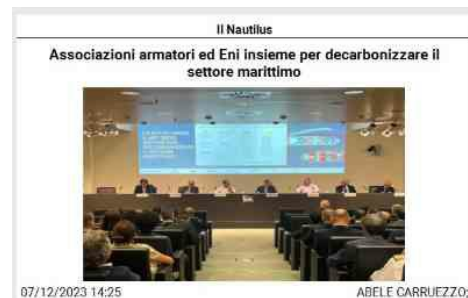 Il Nautilus
Associazioni armatori ed Eni insieme per decarbonizzare il
settore marittimo
07/12/2023 14:25
ABELE CARRUEZZO;